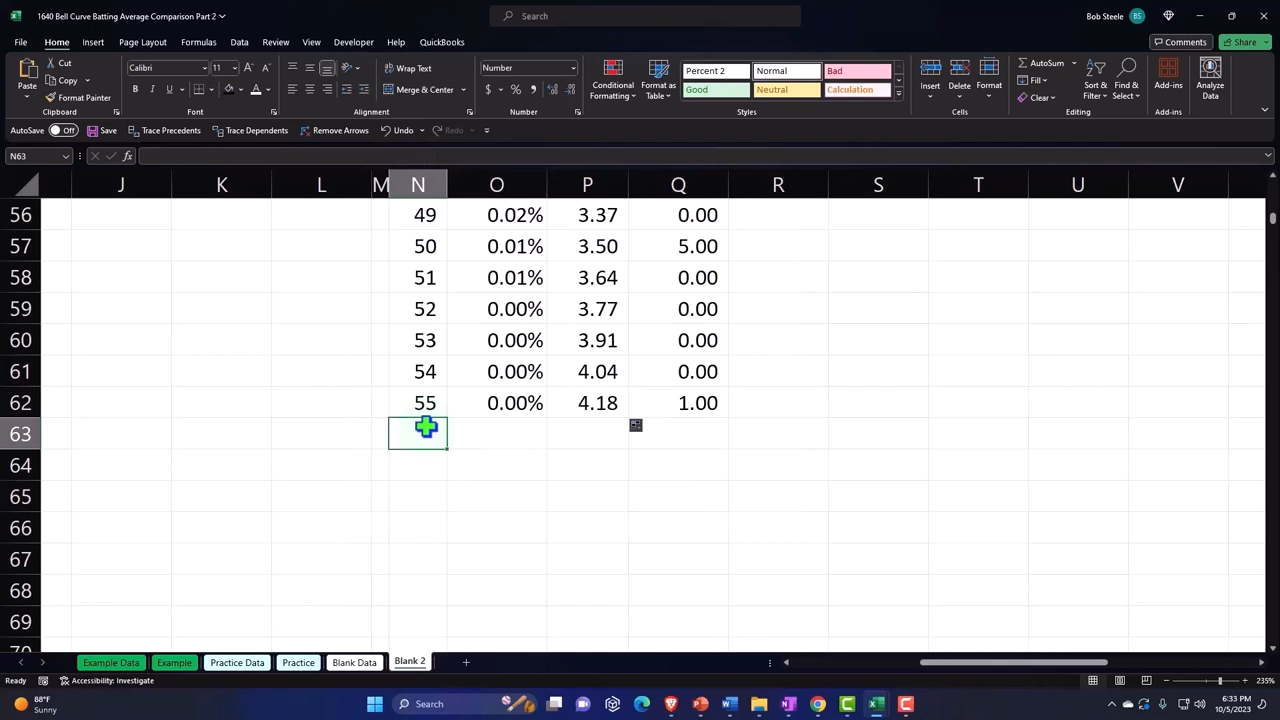 1640 Bell Curve Batting Average Comparison Part 2
Search
Bob Steele
BS
File Home Insert Page Layout Formulas Data Review View Developer Help QuickBooks
Comments Share
Paste
Cut
Copy
Format Painter
Clipboard
Calibri 11
Font
Wrap Text
Merge & Center
Alignment
Number
Number
Conditional Formatting
Format as Table
Percent 2 Normal Bad
Good Neutral Calculation
Styles
Insert Delete Format
Cells
AutoSum
Fill
Clear
Sort & Filter
Find & Select
Editing
Add-ins
Add-ins
Analyze Data
AutoSave Off Save Trace Precedents Trace Dependents Remove Arrows Undo Redo
N63
fx
J K L M N O P Q R S T U V
56 49 0.02% 3.37 0.00
57 50 0.01% 3.50 5.00
58 51 0.01% 3.64 0.00
59 52 0.00% 3.77 0.00
60 53 0.00% 3.91 0.00
61 54 0.00% 4.04 0.00
62 55 0.00% 4.18 1.00
63
64
65
66
67
68
69
70
Example Data Example Practice Data Practice Blank Data Blank 2
Ready Accessibility: Investigate 235%
88°F
Sunny
Search
6:33 PM
10/5/2023